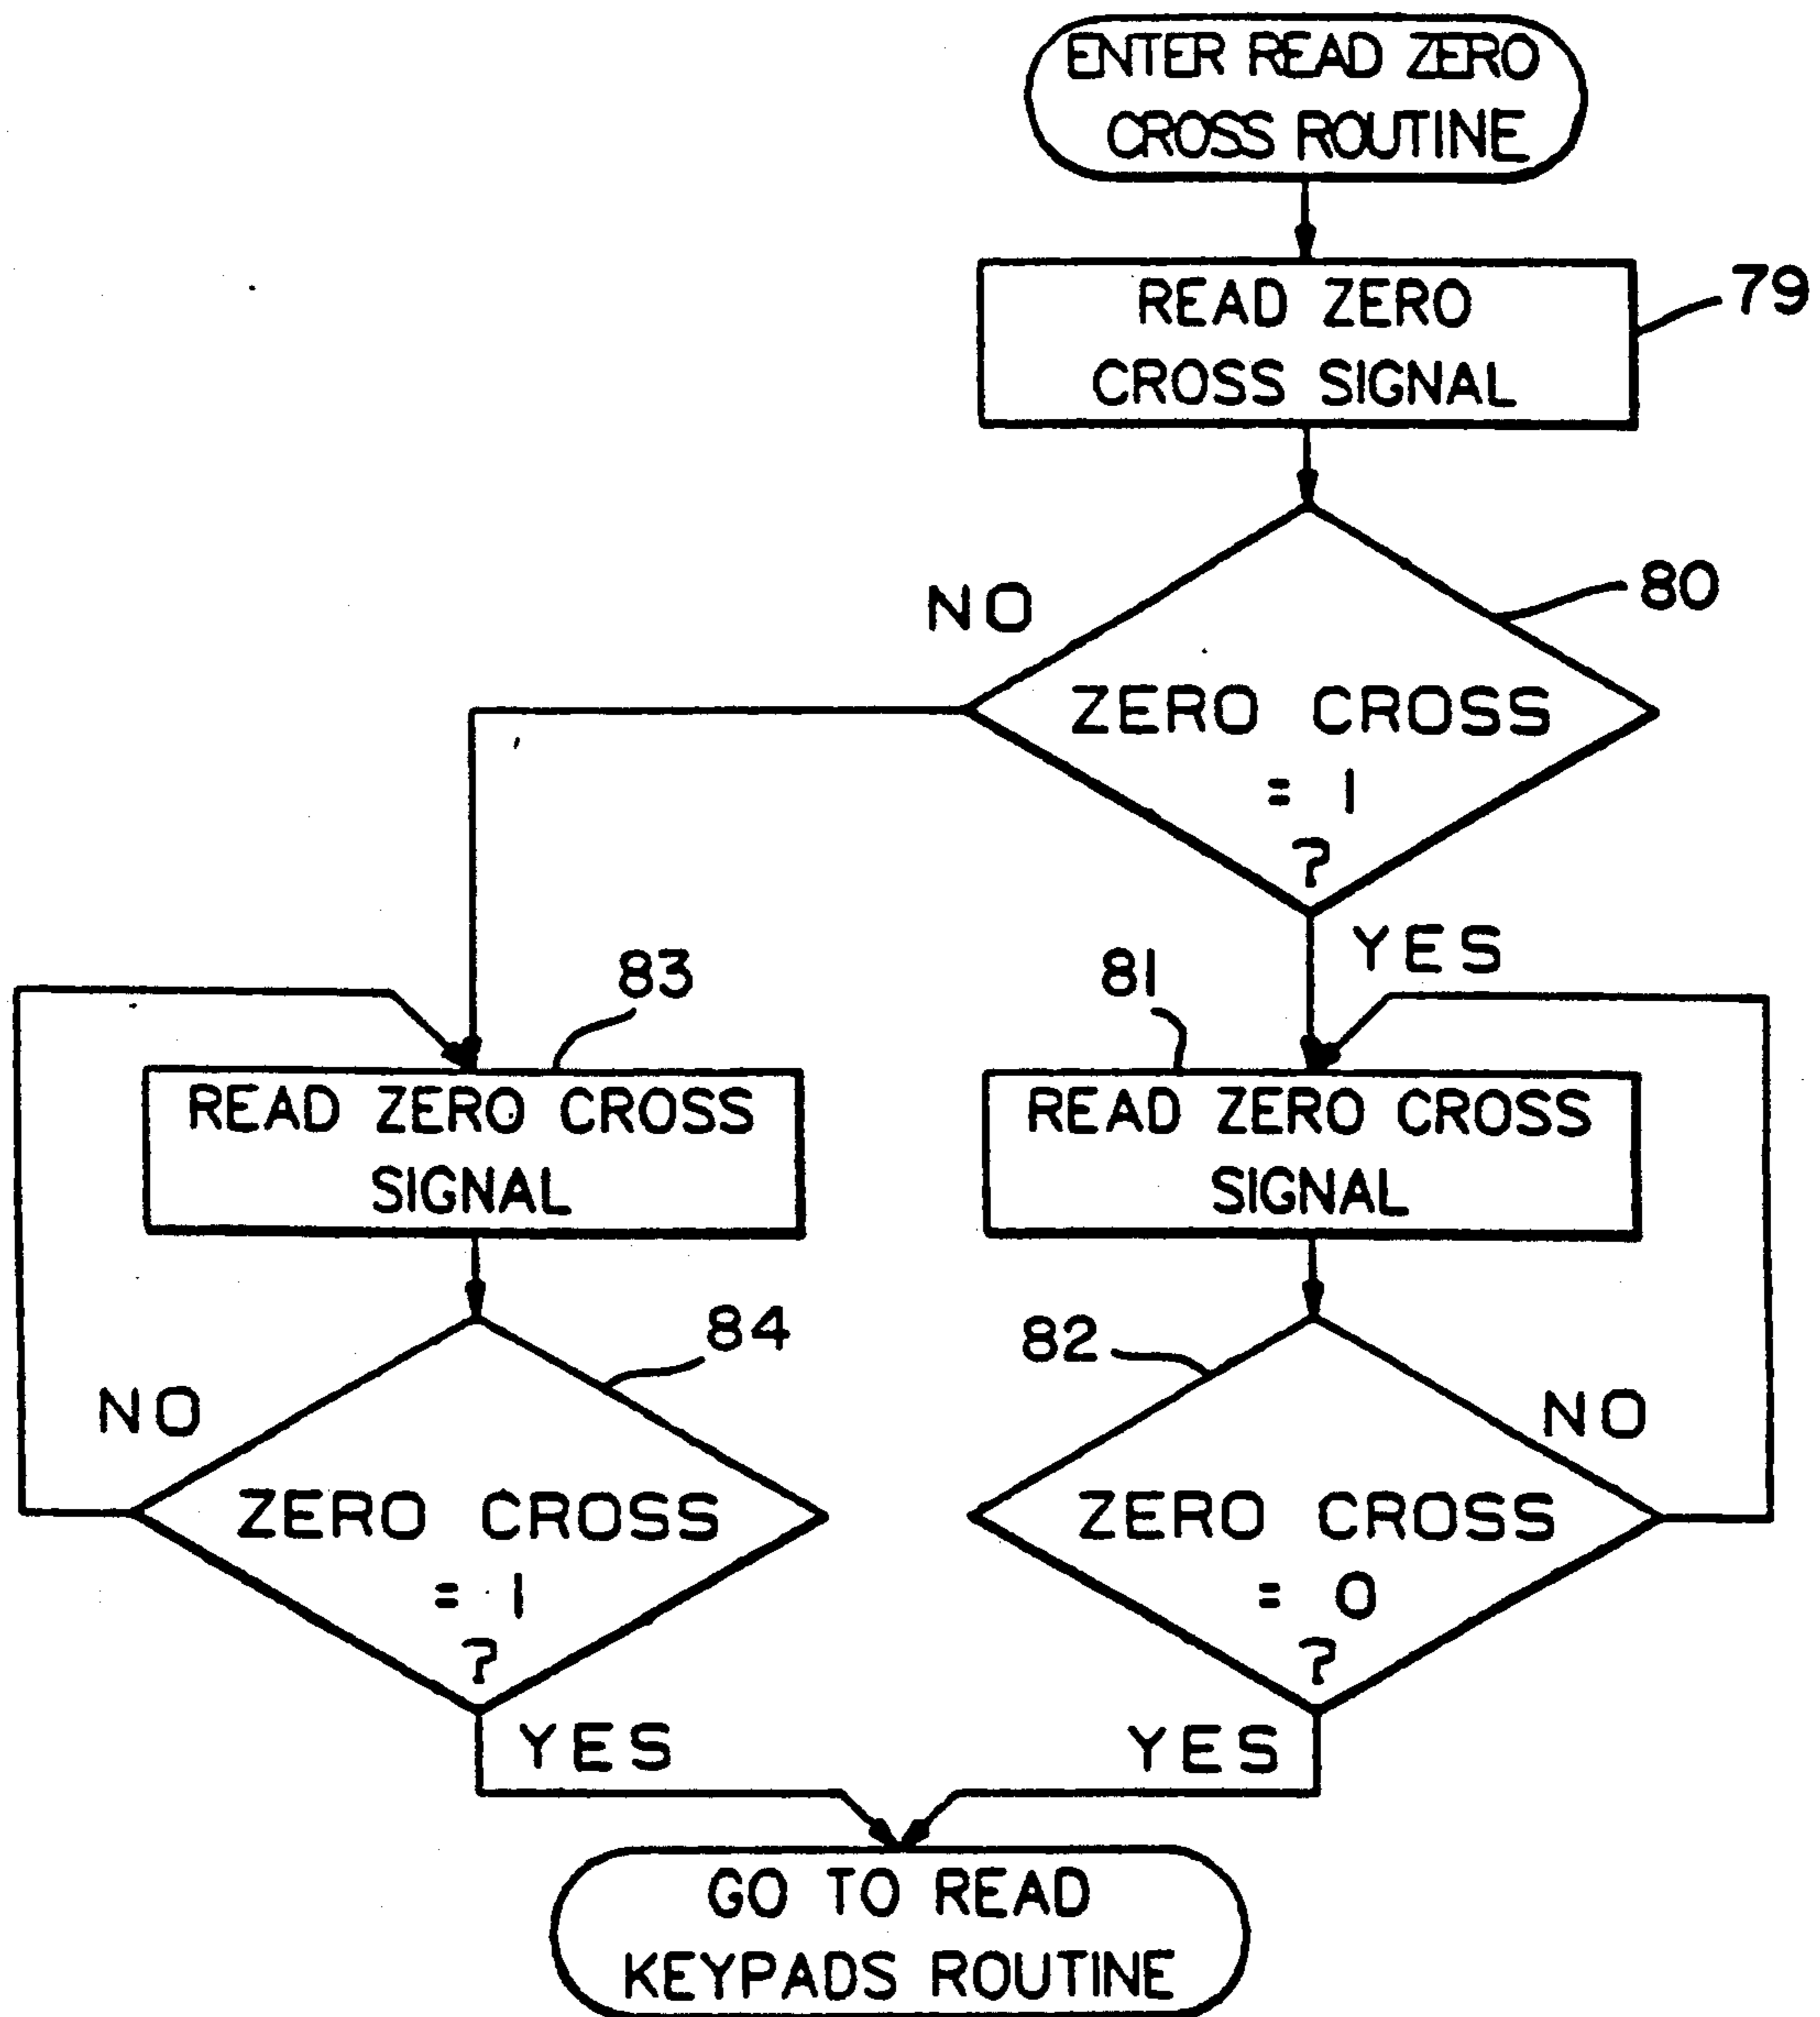 ENTER READ ZERO
CROSS ROUTINE
READ ZERO
CROSS SIGNAL
79
80
NO
ZERO CROSS
= 1
?
YES
83
81
READ ZERO CROSS
SIGNAL
READ ZERO CROSS
SIGNAL
84
82
NO
NO
ZERO CROSS
= 1
?
ZERO CROSS
= 0
?
YES
YES
GO TO READ
KEYPADS ROUTINE